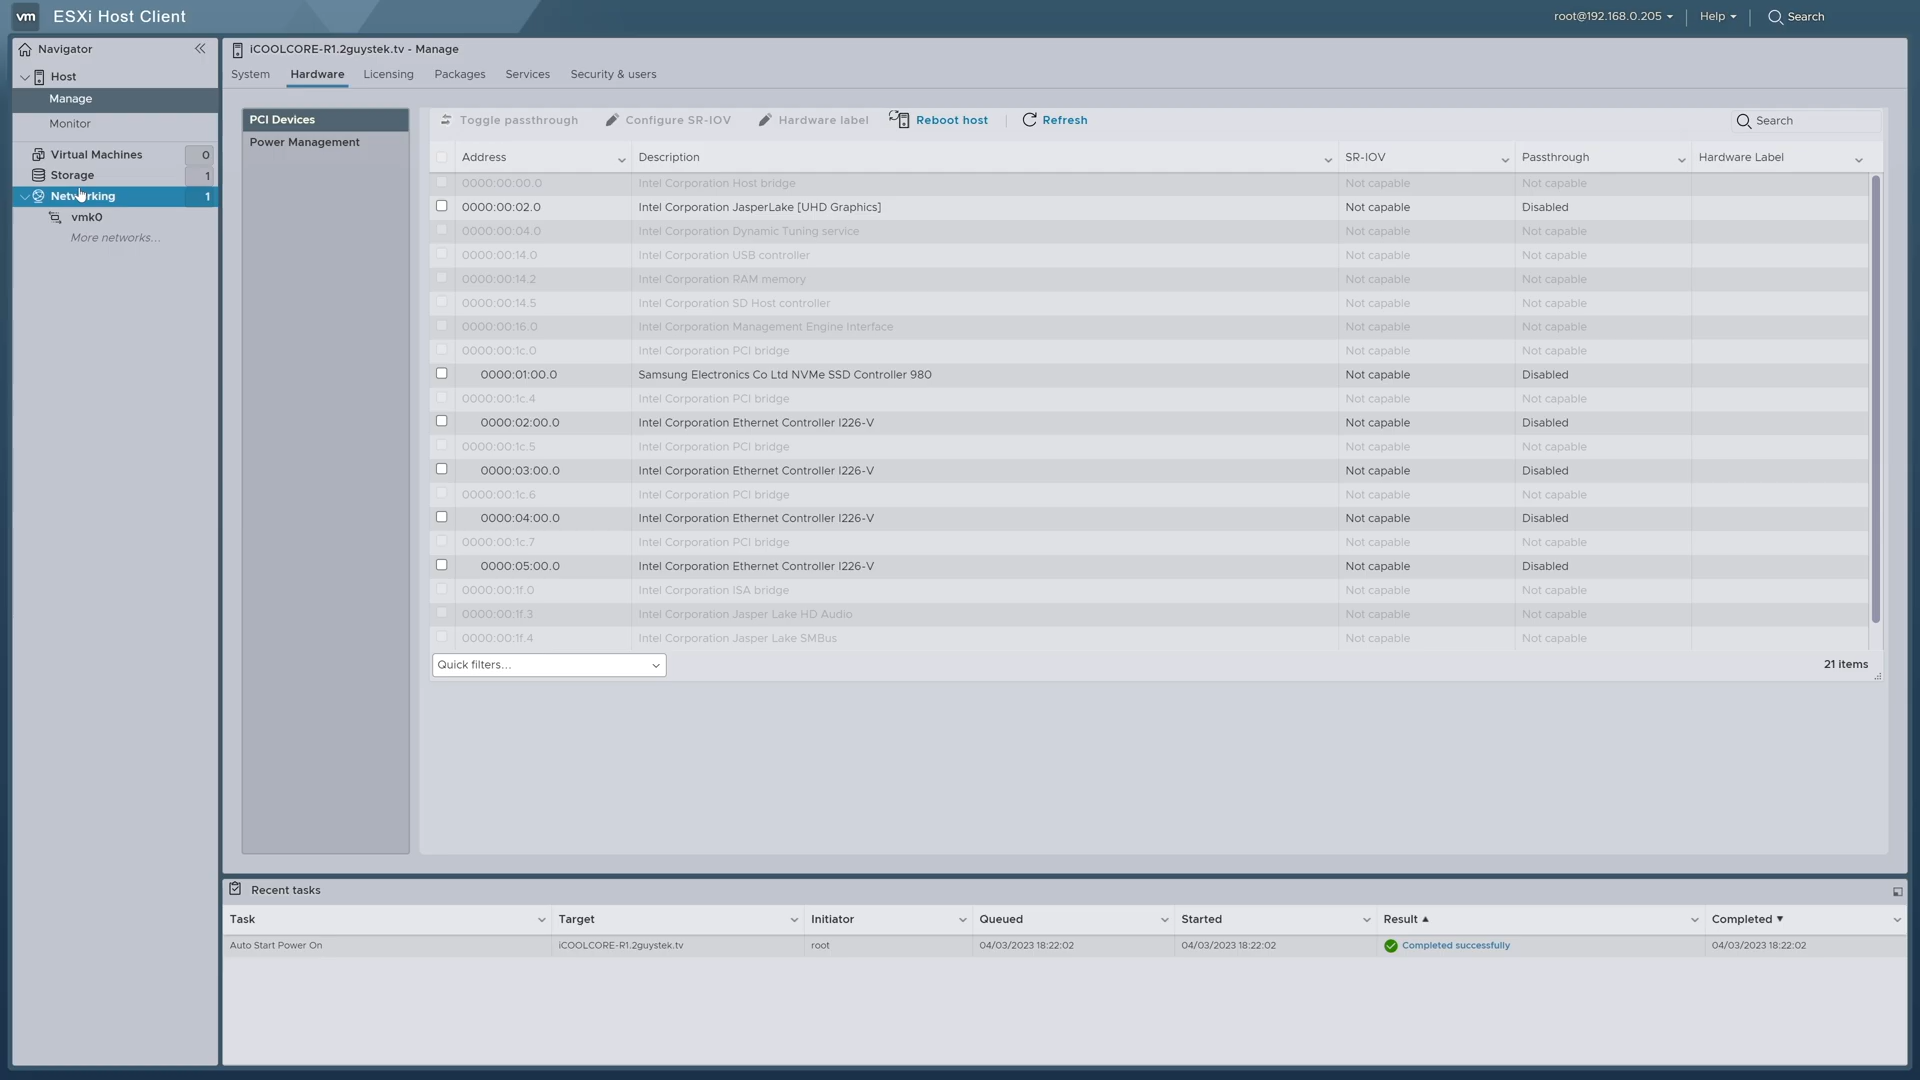 vm ESXi Host Client
root@192.168.0.205 Help Search
Navigator
Host
Manage
Monitor
Virtual Machines 0
Storage 1
Networking 1
vmk0
More networks...
iCOOLCORE-R1.2guystek.tv - Manage
System Hardware Licensing Packages Services Security & users
PCI Devices
Power Management
Toggle passthrough Configure SR-IOV Hardware label Reboot host Refresh Search
Address Description SR-IOV Passthrough Hardware Label
0000:00:00.0 Intel Corporation Host bridge Not capable Not capable
0000:00:02.0 Intel Corporation JasperLake [UHD Graphics] Not capable Disabled
0000:00:04.0 Intel Corporation Dynamic Tuning service Not capable Not capable
0000:00:14.0 Intel Corporation USB controller Not capable Not capable
0000:00:14.2 Intel Corporation RAM memory Not capable Not capable
0000:00:14.5 Intel Corporation SD Host controller Not capable Not capable
0000:00:16.0 Intel Corporation Management Engine Interface Not capable Not capable
0000:00:1c.0 Intel Corporation PCI bridge Not capable Not capable
0000:01:00.0 Samsung Electronics Co Ltd NVMe SSD Controller 980 Not capable Disabled
0000:00:1c.4 Intel Corporation PCI bridge Not capable Not capable
0000:02:00.0 Intel Corporation Ethernet Controller I226-V Not capable Disabled
0000:00:1c.5 Intel Corporation PCI bridge Not capable Not capable
0000:03:00.0 Intel Corporation Ethernet Controller I226-V Not capable Disabled
0000:00:1c.6 Intel Corporation PCI bridge Not capable Not capable
0000:04:00.0 Intel Corporation Ethernet Controller I226-V Not capable Disabled
0000:00:1c.7 Intel Corporation PCI bridge Not capable Not capable
0000:05:00.0 Intel Corporation Ethernet Controller I226-V Not capable Disabled
0000:00:1f.0 Intel Corporation ISA bridge Not capable Not capable
0000:00:1f.3 Intel Corporation Jasper Lake HD Audio Not capable Not capable
0000:00:1f.4 Intel Corporation Jasper Lake SMBus Not capable Not capable
Quick filters... 21 items
Recent tasks
Task Target Initiator Queued Started Result Completed
Auto Start Power On iCOOLCORE-R1.2guystek.tv root 04/03/2023 18:22:02 04/03/2023 18:22:02 Completed successfully 04/03/2023 18:22:02